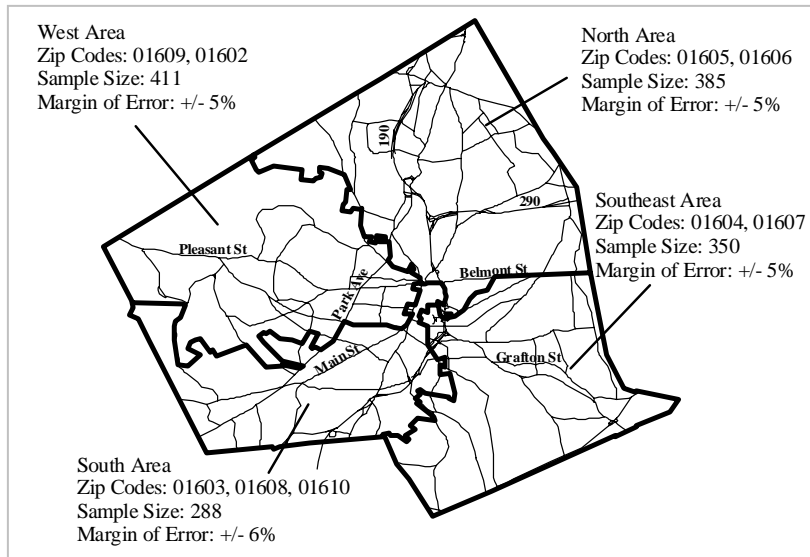 West Area
Zip Codes: 01609, 01602
Sample Size: 411
Margin of Error: +/- 5%
North Area
Zip Codes: 01605, 01606
Sample Size: 385
Margin of Error: +/- 5%
190
290
Southeast Area
Zip Codes: 01604, 01607
Sample Size: 350
Margin of Error: +/- 5%
Pleasant St
Belmont St
Park Ave
Main St
Grafton St
South Area
Zip Codes: 01603, 01608, 01610
Sample Size: 288
Margin of Error: +/- 6%